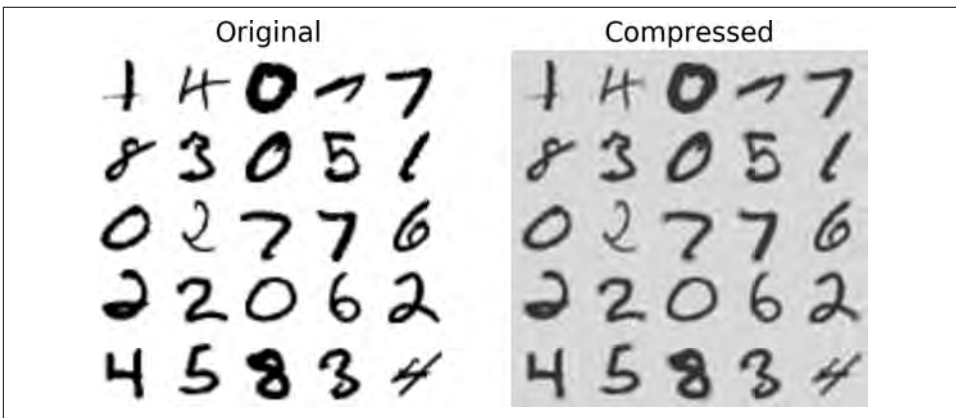 Original Compressed
1 4 0 7 7 1 4 0 7 7
8 3 0 5 1 8 3 0 5 1
0 2 7 7 6 0 2 7 7 6
2 2 0 6 2 2 2 0 6 2
4 5 8 3 4 4 5 8 3 4